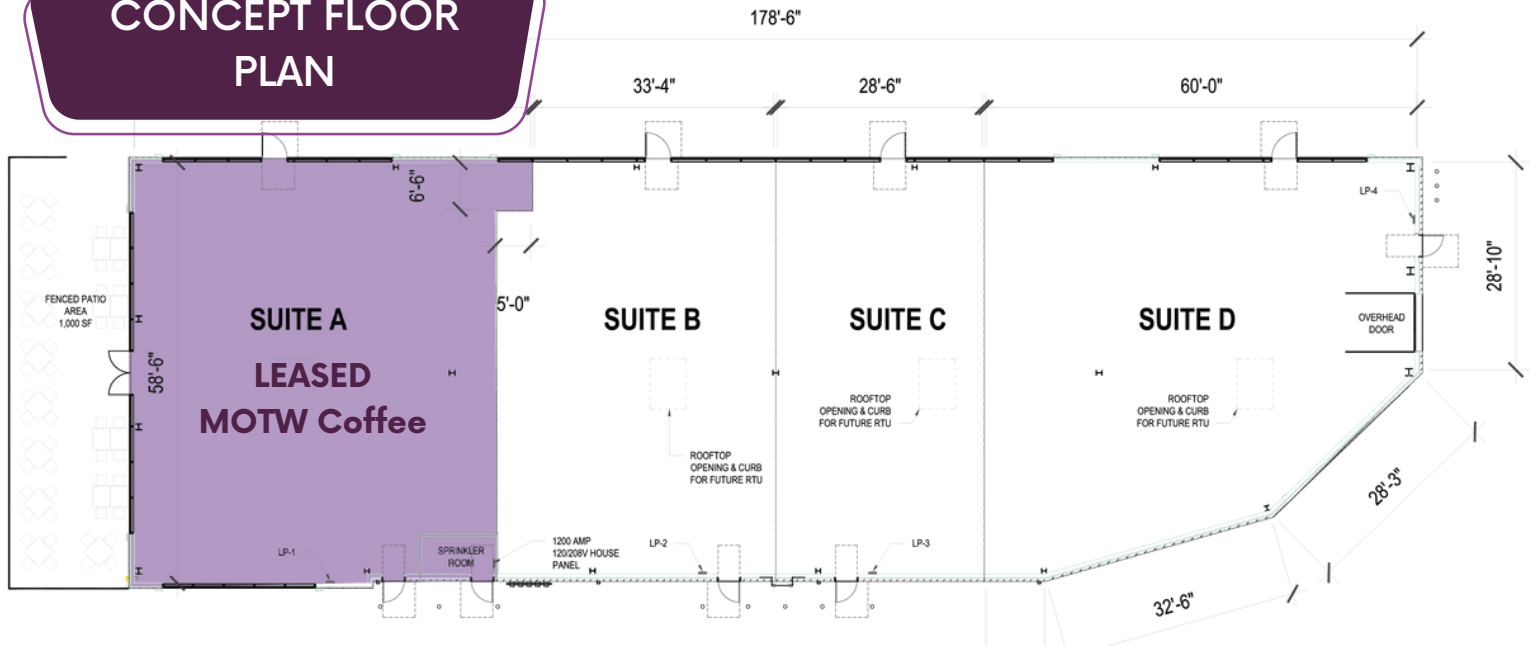 CONCEPT FLOOR
PLAN
178'-6"
33'-4"
28'-6"
60'-0"
6'-6"
LP-4
28'-10"
FENCED PATIO
AREA
1,000 SF
SUITE A
5'-0"
SUITE B
SUITE C
SUITE D
OVERHEAD
DOOR
58'-6"
LEASED
MOTW Coffee
ROOFTOP
OPENING & CURB
FOR FUTURE RTU
ROOFTOP
OPENING & CURB
FOR FUTURE RTU
ROOFTOP
OPENING & CURB
FOR FUTURE RTU
28'-3"
LP-1
SPRINKLER
ROOM
1200 AMP
120/208V HOUSE
PANEL
LP-2
LP-3
32'-6"